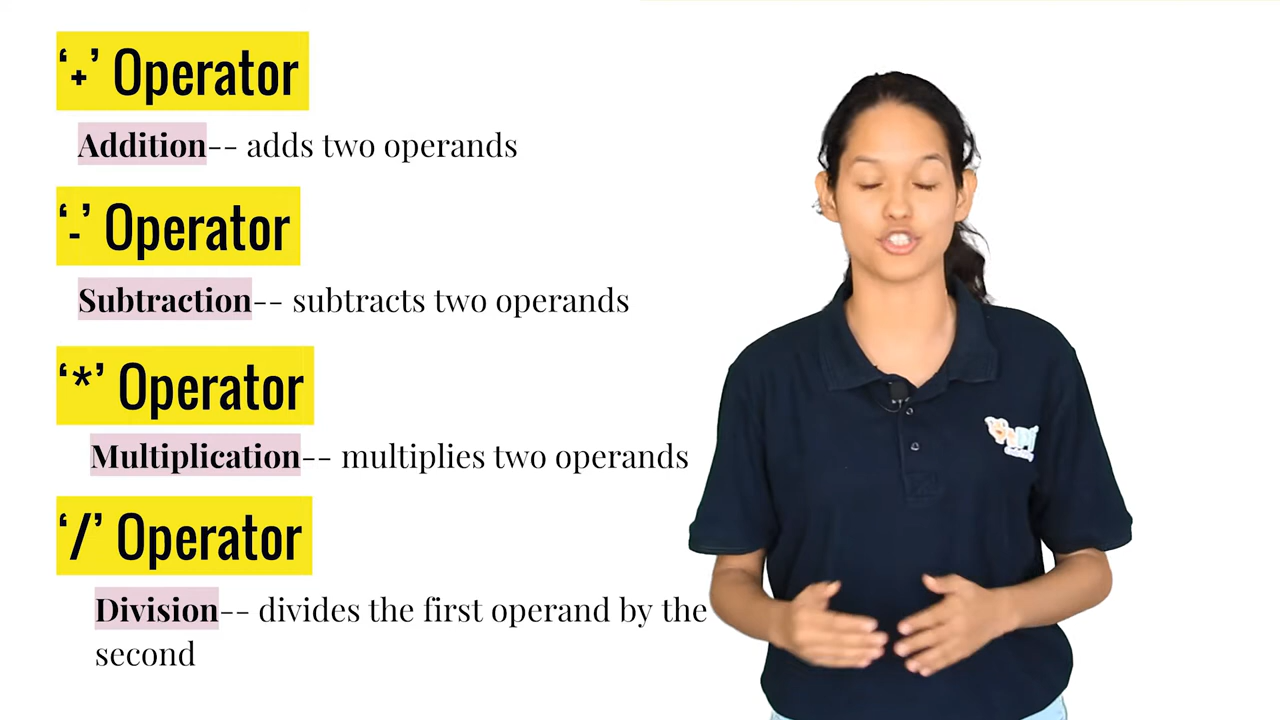 ‘+’ Operator
Addition-- adds two operands
‘-’ Operator
Subtraction-- subtracts two operands
‘*’ Operator
Multiplication-- multiplies two operands
‘/’ Operator
Division-- divides the first operand by the
second